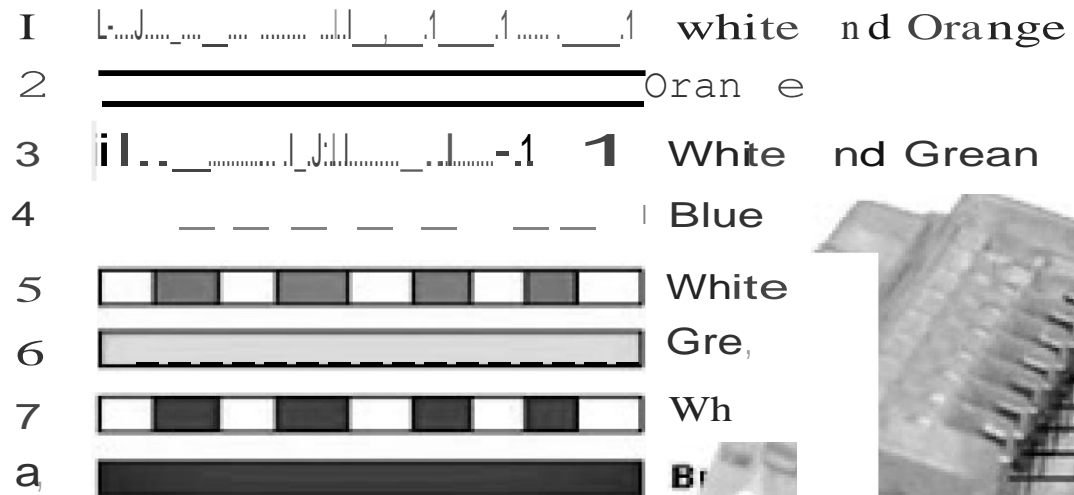 I white nd Orange
2 Oran e
3 White nd Grean
4 Blue
5 White
6 Gre,
7 Wh
a, Br